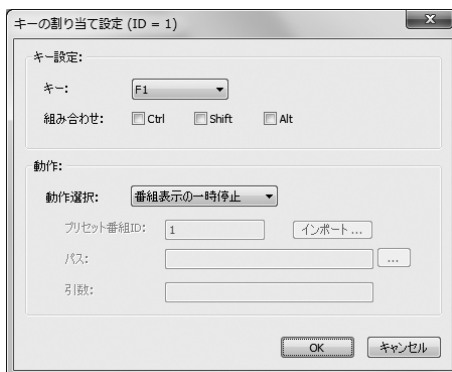 キーの割り当て設定 (ID = 1)
キー設定:
キー: F1
組み合わせ: Ctrl Shift Alt
動作:
動作選択: 番組表示の一時停止
プリセット番組ID: 1 インポート ...
パス: ...
引数:
OK キャンセル